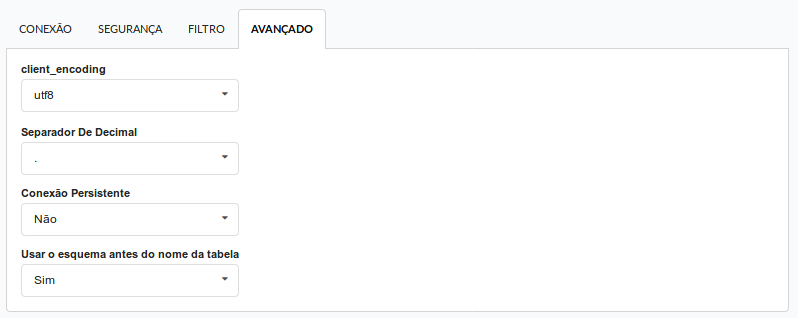 CONEXÃO SEGURANÇA FILTRO AVANÇADO
client_encoding
utf8
Separador De Decimal
.
Conexão Persistente
Não
Usar o esquema antes do nome da tabela
Sim